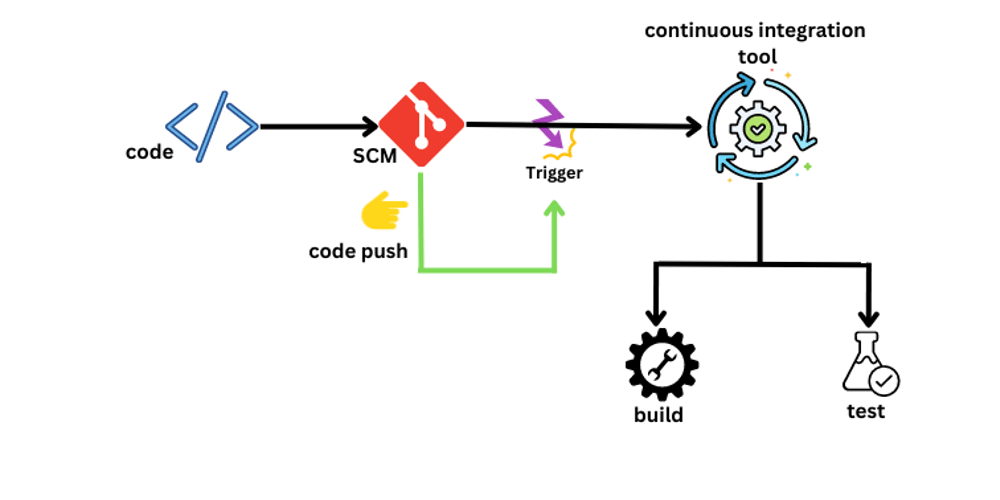 continuous integration
tool
code
SCM
Trigger
code push
build
test